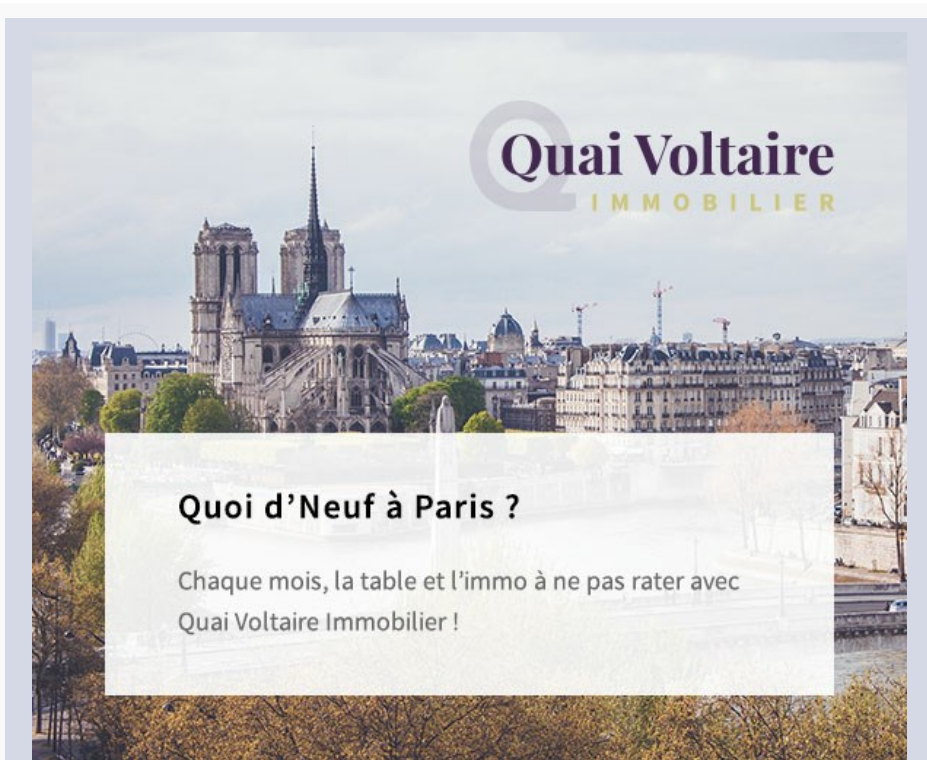 Quai Voltaire
IMMOBILIER
Quoi d’Neuf à Paris ?
Chaque mois, la table et l’immo à ne pas rater avec
Quai Voltaire Immobilier !